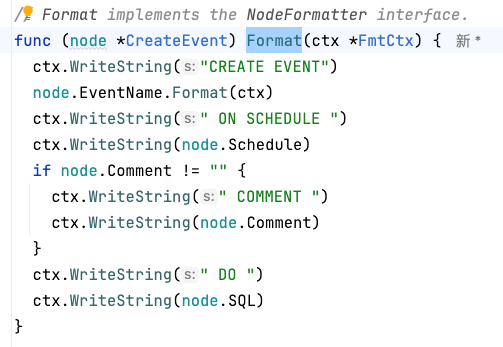 // Format implements the NodeFormatter interface.
func (node *CreateEvent) Format(ctx *FmtCtx) { 新 *
ctx.WriteString( s: "CREATE EVENT")
node.EventName.Format(ctx)
ctx.WriteString( s: " ON SCHEDULE ")
ctx.WriteString(node.Schedule)
if node.Comment != "" {
ctx.WriteString( s: " COMMENT ")
ctx.WriteString(node.Comment)
}
ctx.WriteString( s: " DO ")
ctx.WriteString(node.SQL)
}